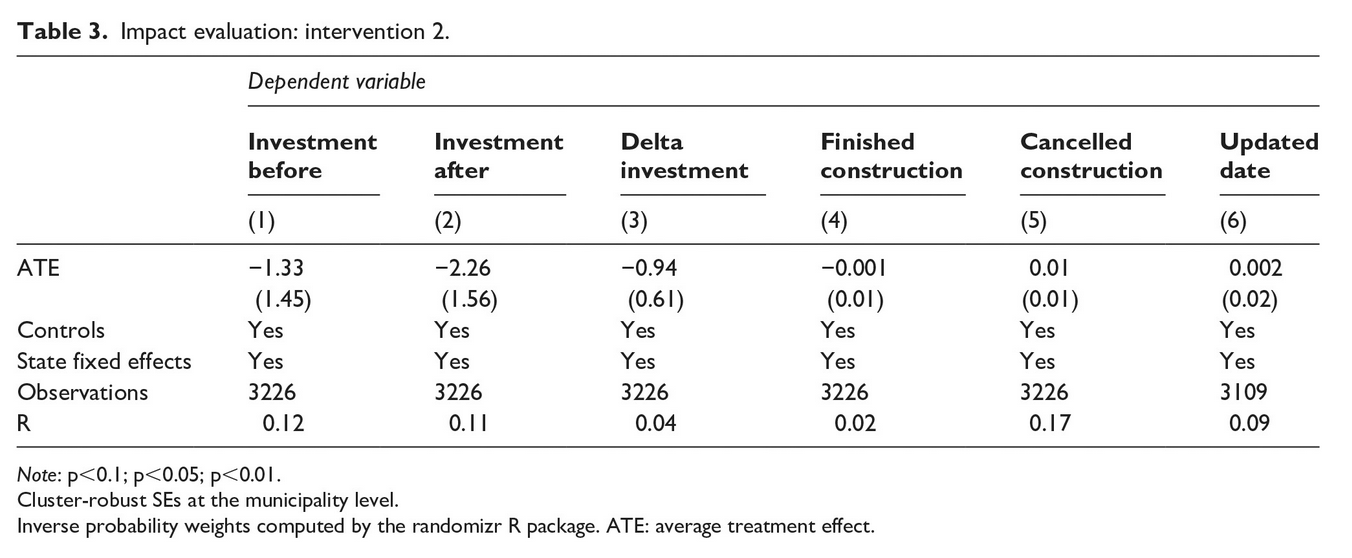 Table 3. Impact evaluation: intervention 2.
Dependent variable
Investment before Investment after Delta investment Finished construction Cancelled construction Updated date
(1) (2) (3) (4) (5) (6)
ATE −1.33 −2.26 −0.94 −0.001 0.01 0.002
(1.45) (1.56) (0.61) (0.01) (0.01) (0.02)
Controls Yes Yes Yes Yes Yes Yes
State fixed effects Yes Yes Yes Yes Yes Yes
Observations 3226 3226 3226 3226 3226 3109
R 0.12 0.11 0.04 0.02 0.17 0.09
Note: p<0.1; p<0.05; p<0.01.
Cluster-robust SEs at the municipality level.
Inverse probability weights computed by the randomizr R package. ATE: average treatment effect.